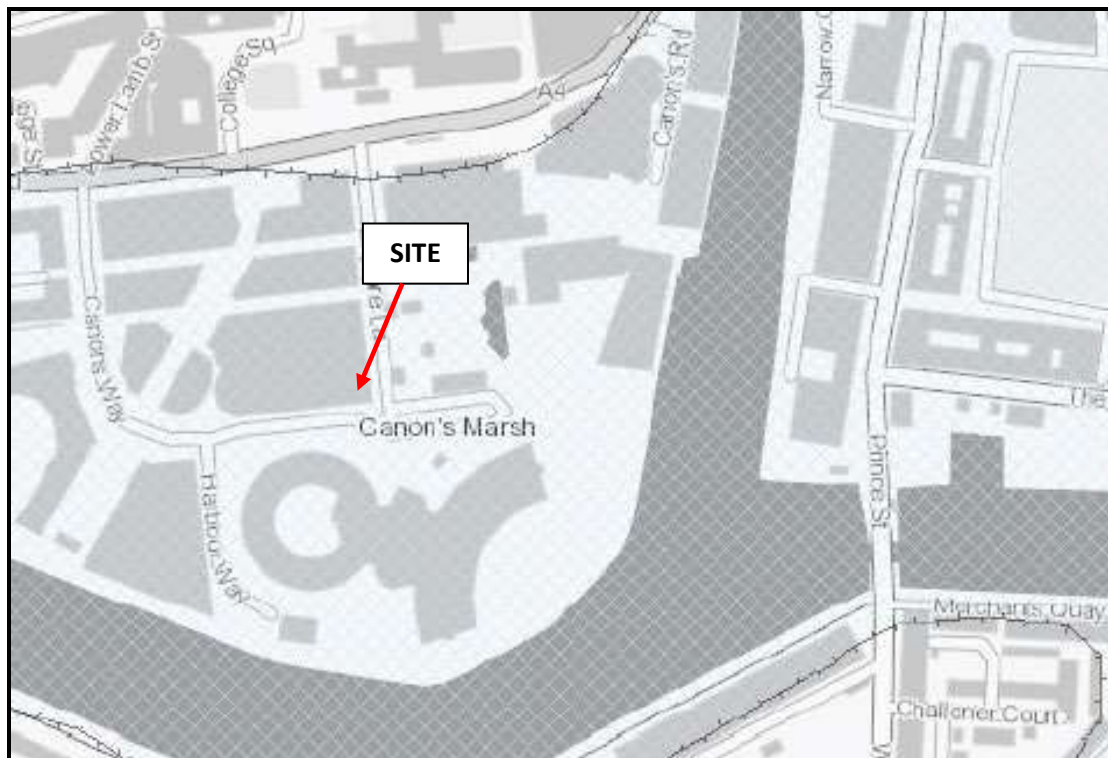 Lower Lamb St
College Sq
A4
Canon's Rd
Narrow
SITE
Canons Way
Canon's Marsh
Harbour Way
Prince St
Merchants Quay
Challoner Court